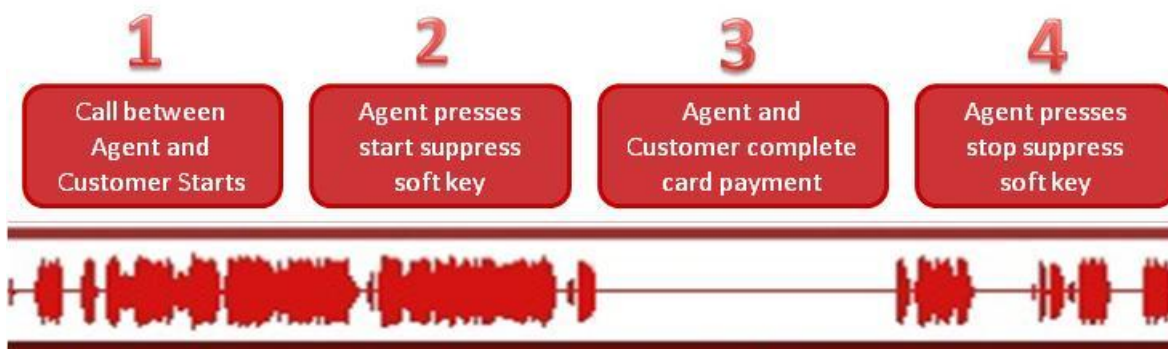 1
Call between
Agent and
Customer Starts
2
Agent presses
start suppress
soft key
3
Agent and
Customer complete
card payment
4
Agent presses
stop suppress
soft key